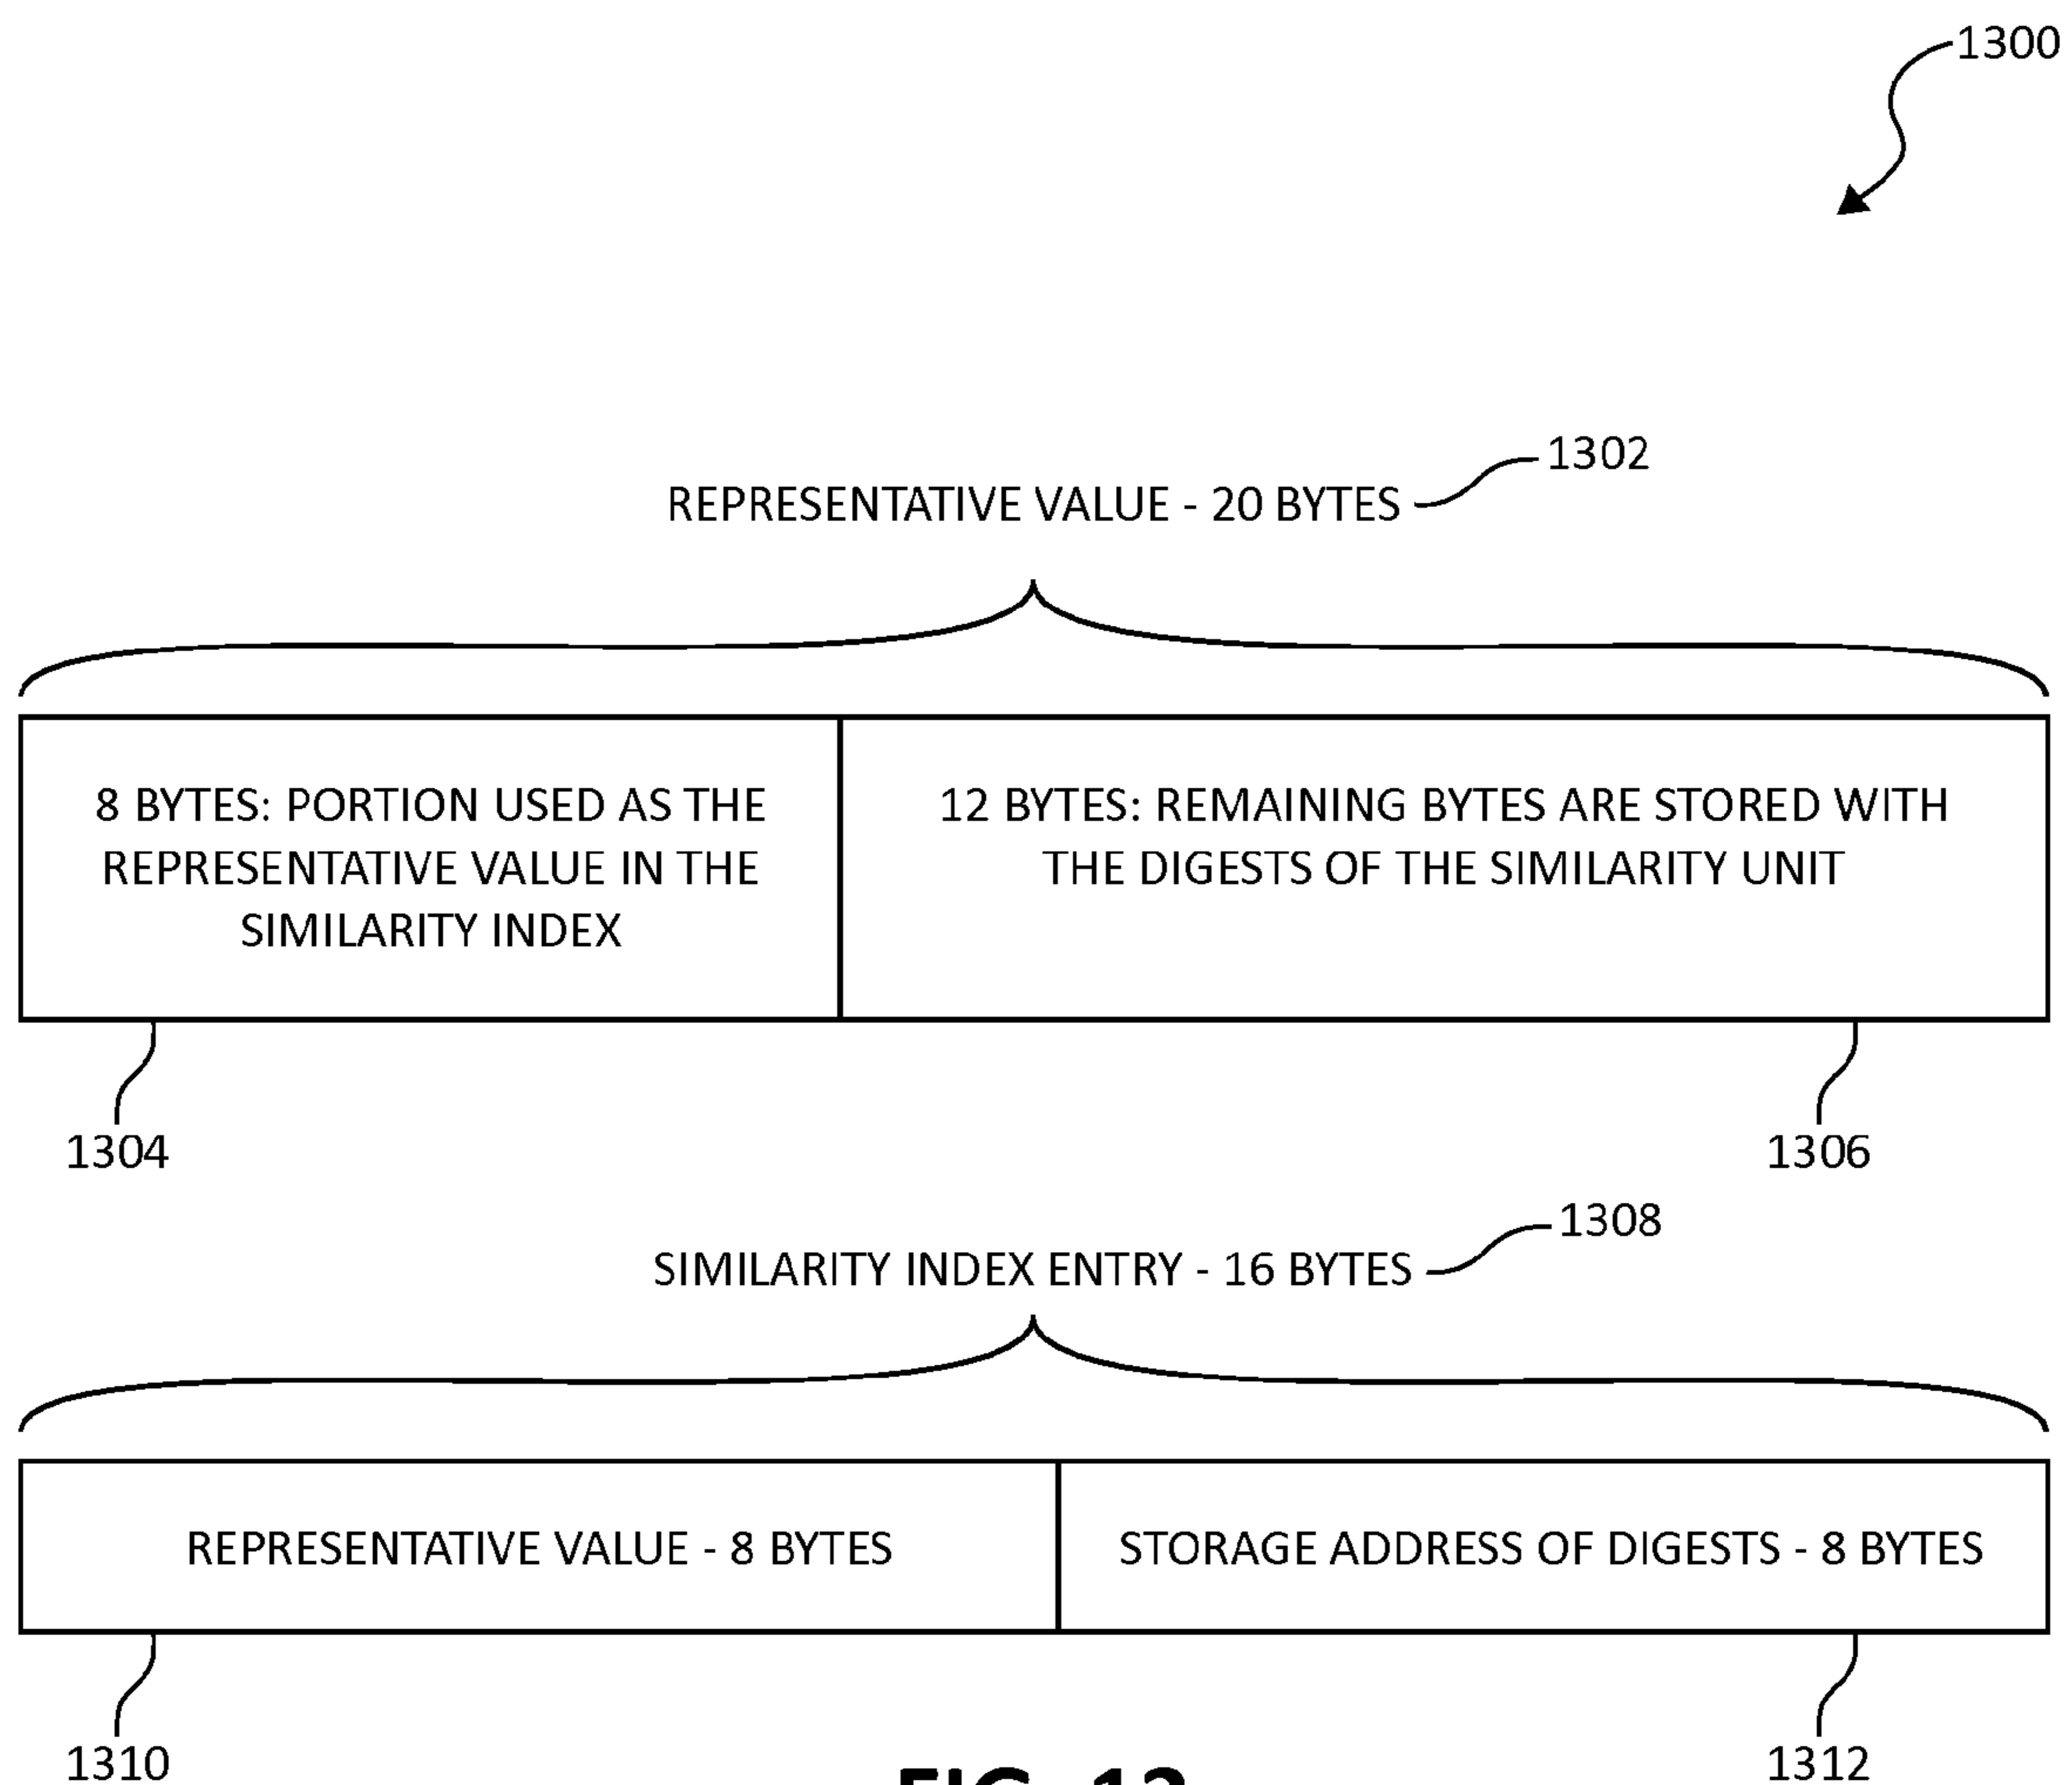 1300
1302
REPRESENTATIVE VALUE - 20 BYTES
8 BYTES: PORTION USED AS THE
REPRESENTATIVE VALUE IN THE
SIMILARITY INDEX
12 BYTES: REMAINING BYTES ARE STORED WITH
THE DIGESTS OF THE SIMILARITY UNIT
1304
1306
1308
SIMILARITY INDEX ENTRY - 16 BYTES
REPRESENTATIVE VALUE - 8 BYTES
STORAGE ADDRESS OF DIGESTS - 8 BYTES
1310
1312
FIG.